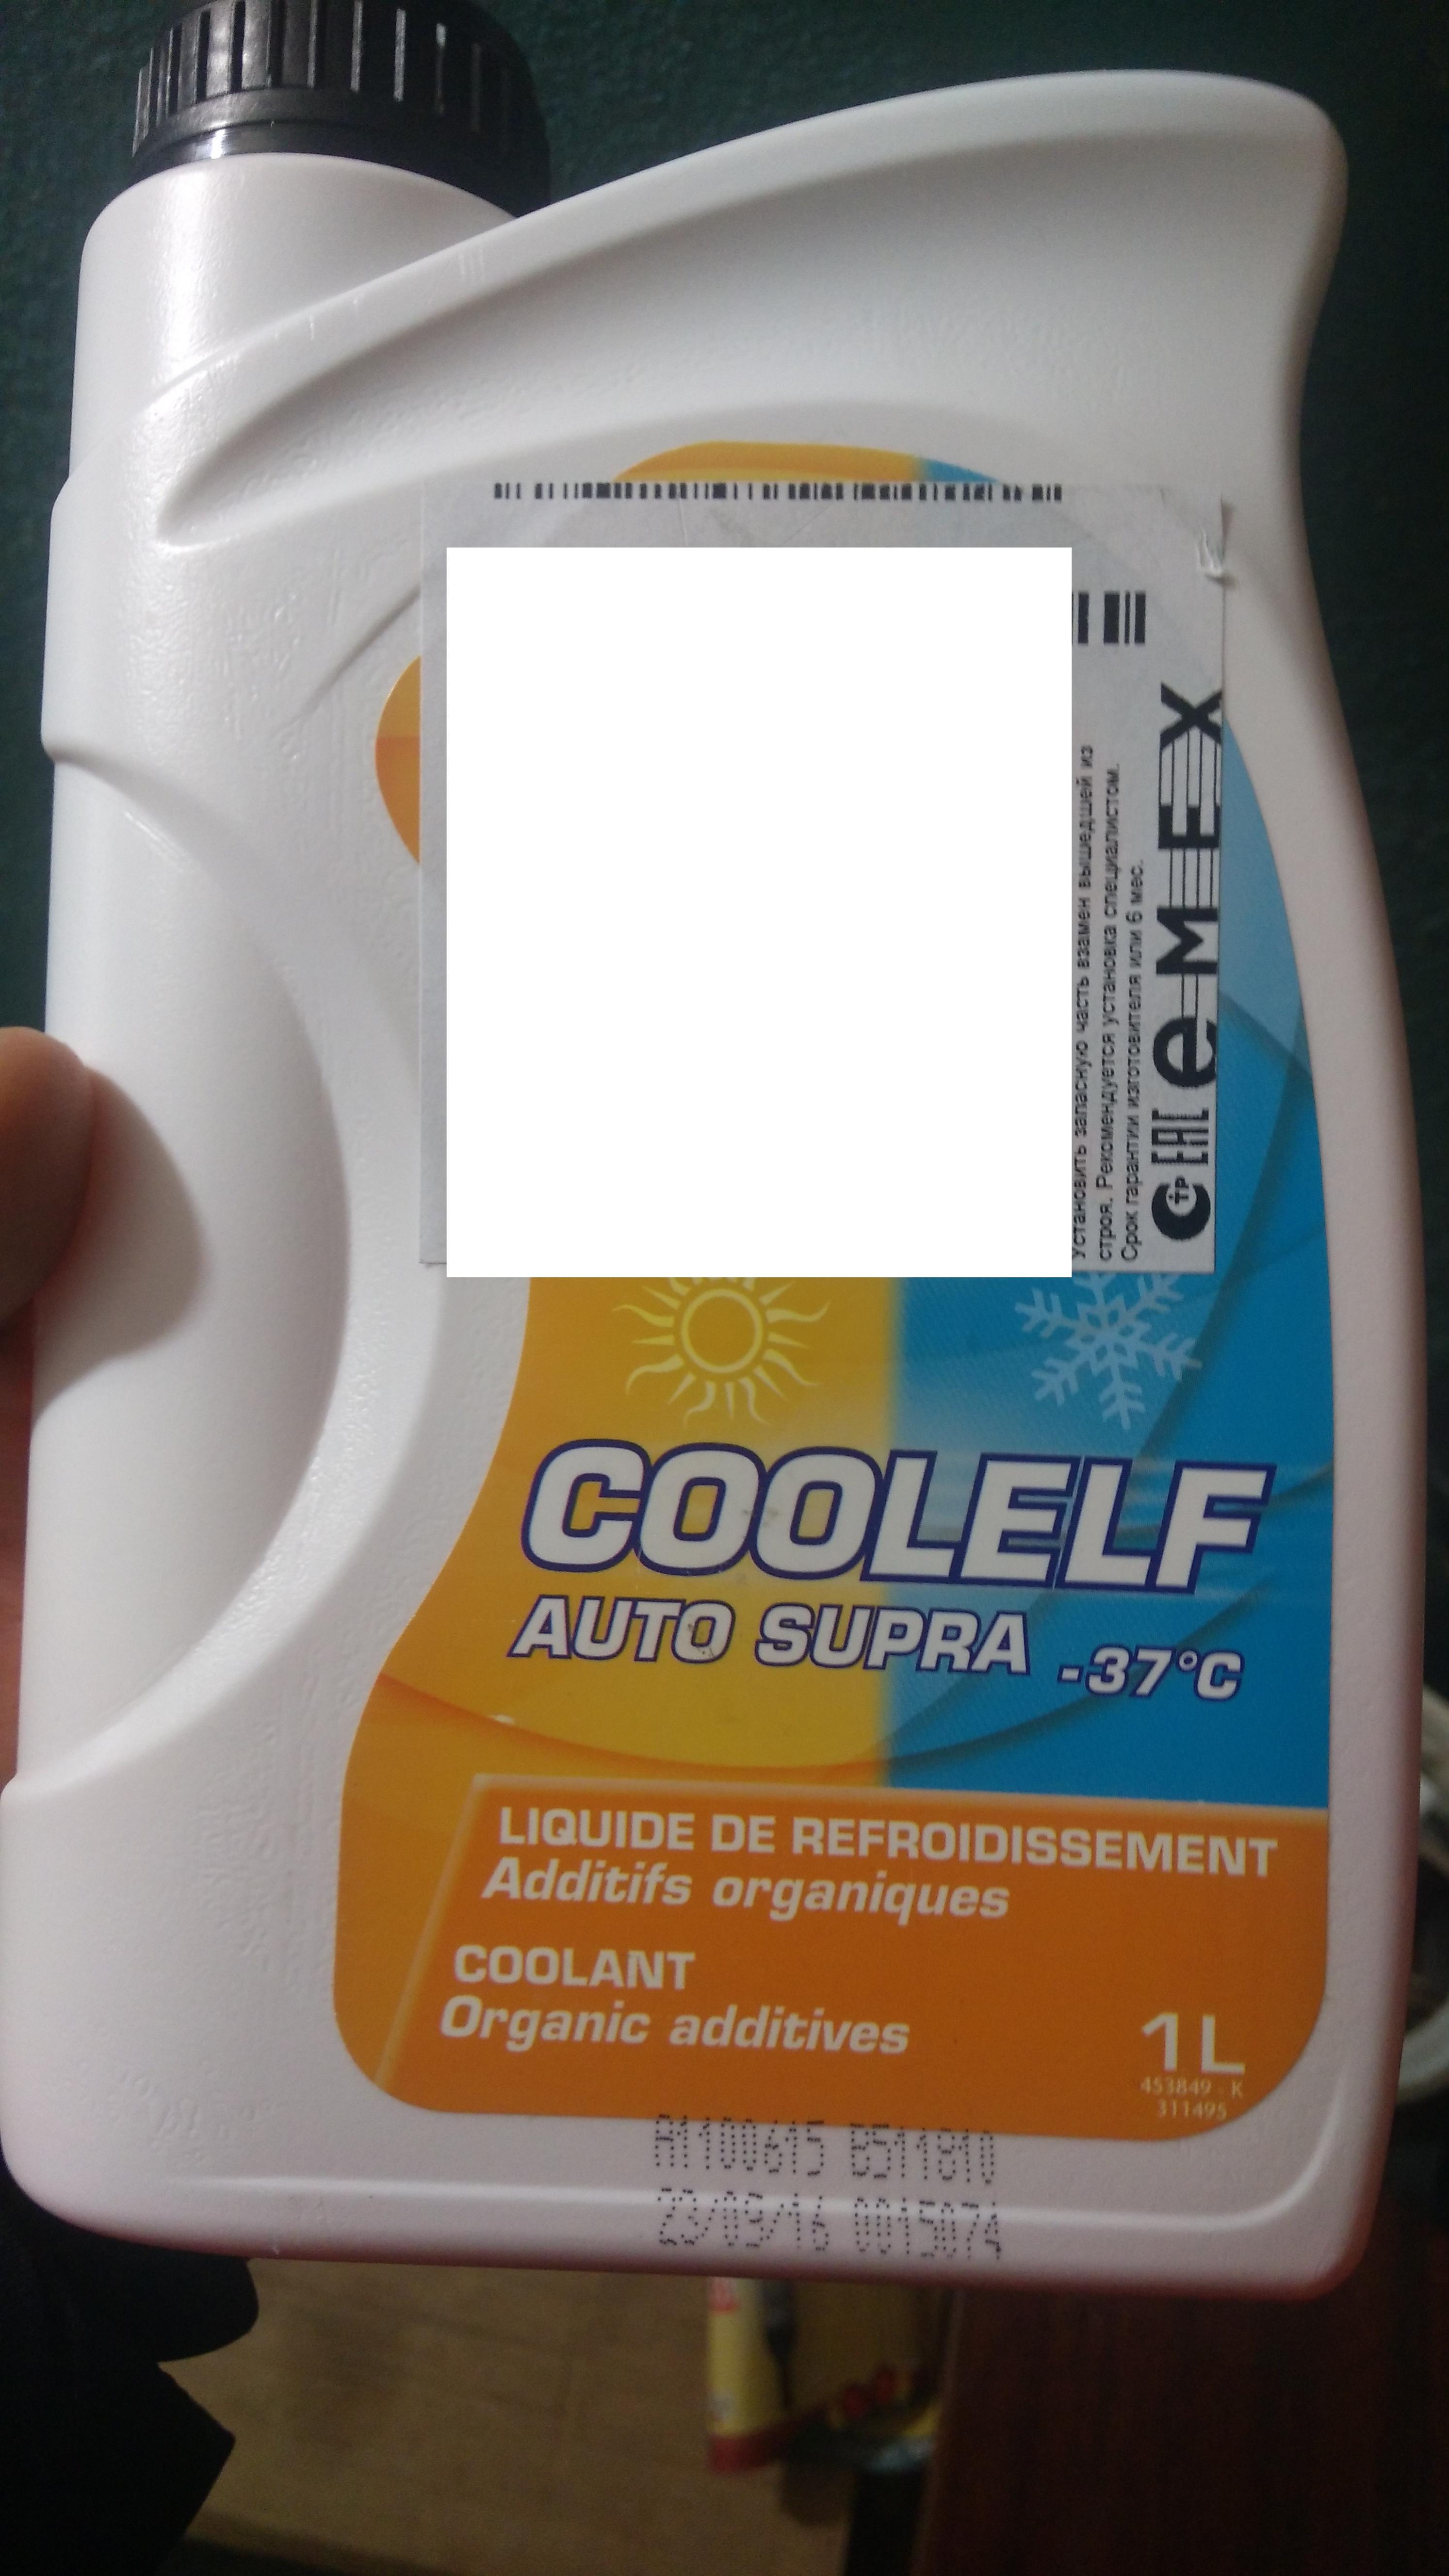 Установить запасную часть взамен вышедшей из
строя. Рекомендуется установка специалистом.
Срок гарантии изготовителя или 6 мес.
EAC eMEX
COOLELF
AUTO SUPRA -37°C
LIQUIDE DE REFROIDISSEMENT
Additifs organiques
COOLANT
Organic additives
1L
453849 - K
311495
23/09/16